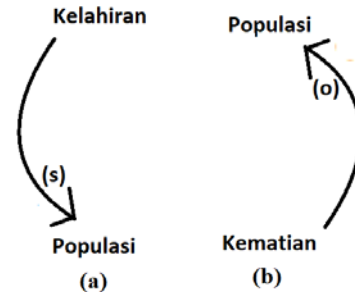 Kelahiran
(s)
Populasi
(a)
Populasi
(o)
Kematian
(b)